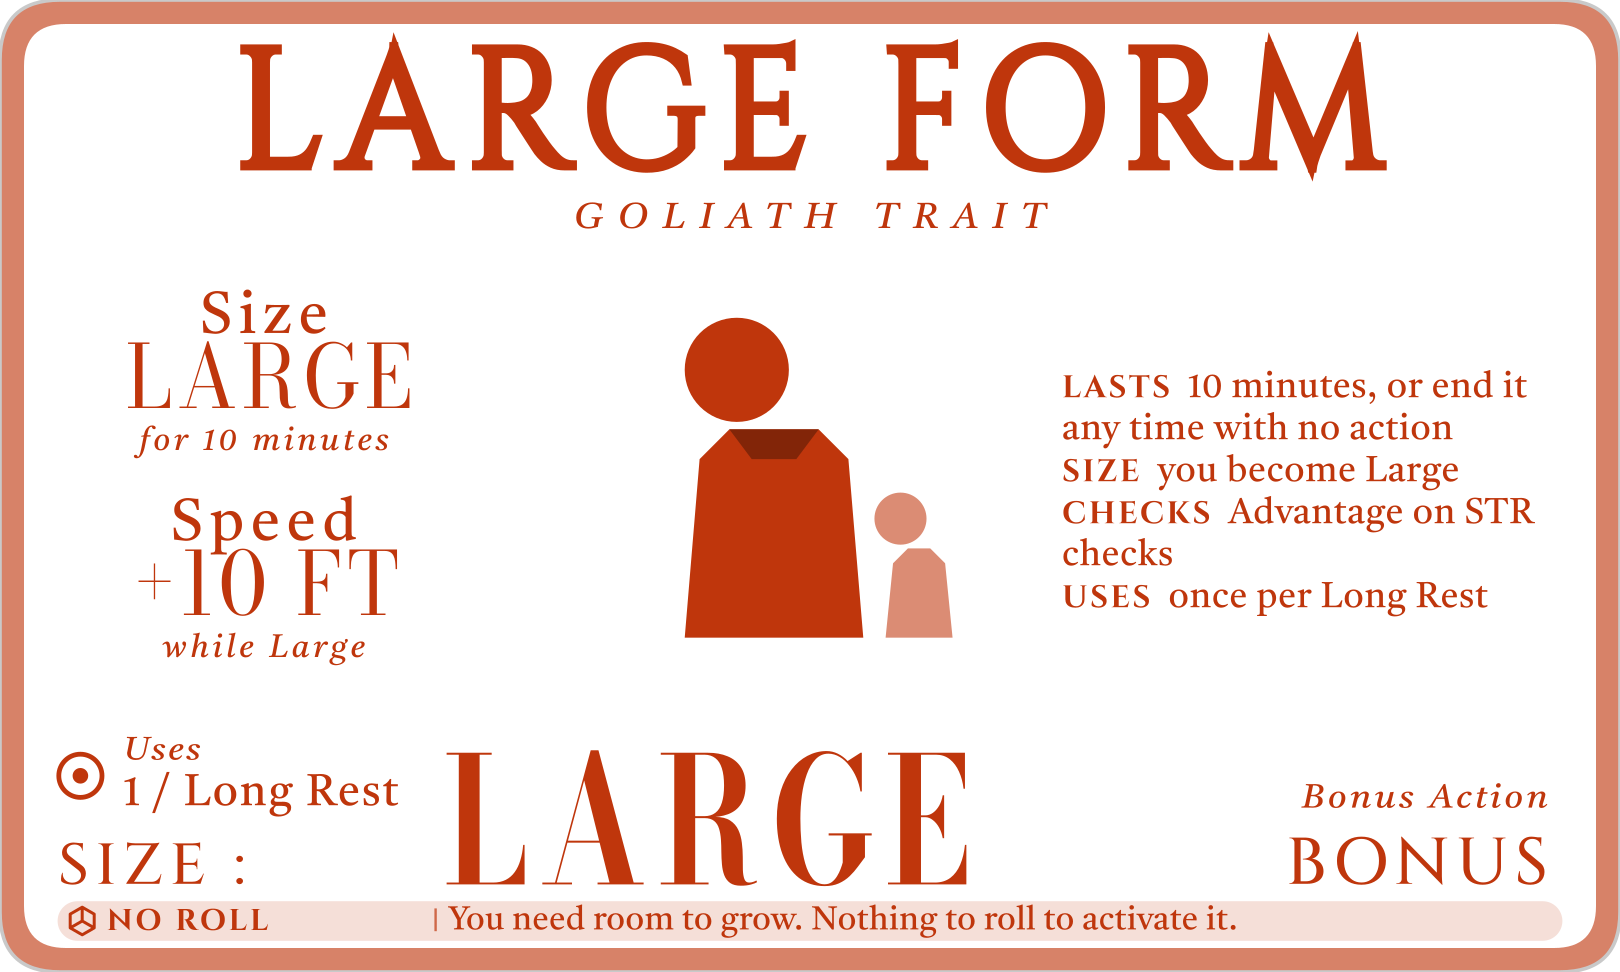 LARGE FORM
GOLIATH TRAIT
Size
LARGE
for 10 minutes
Speed
+10 FT
while Large
LASTS 10 minutes, or end it
any time with no action
SIZE you become Large
CHECKS Advantage on STR
checks
USES once per Long Rest
Uses
1 / Long Rest
SIZE :
LARGE
Bonus Action
BONUS
NO ROLL
| You need room to grow. Nothing to roll to activate it.